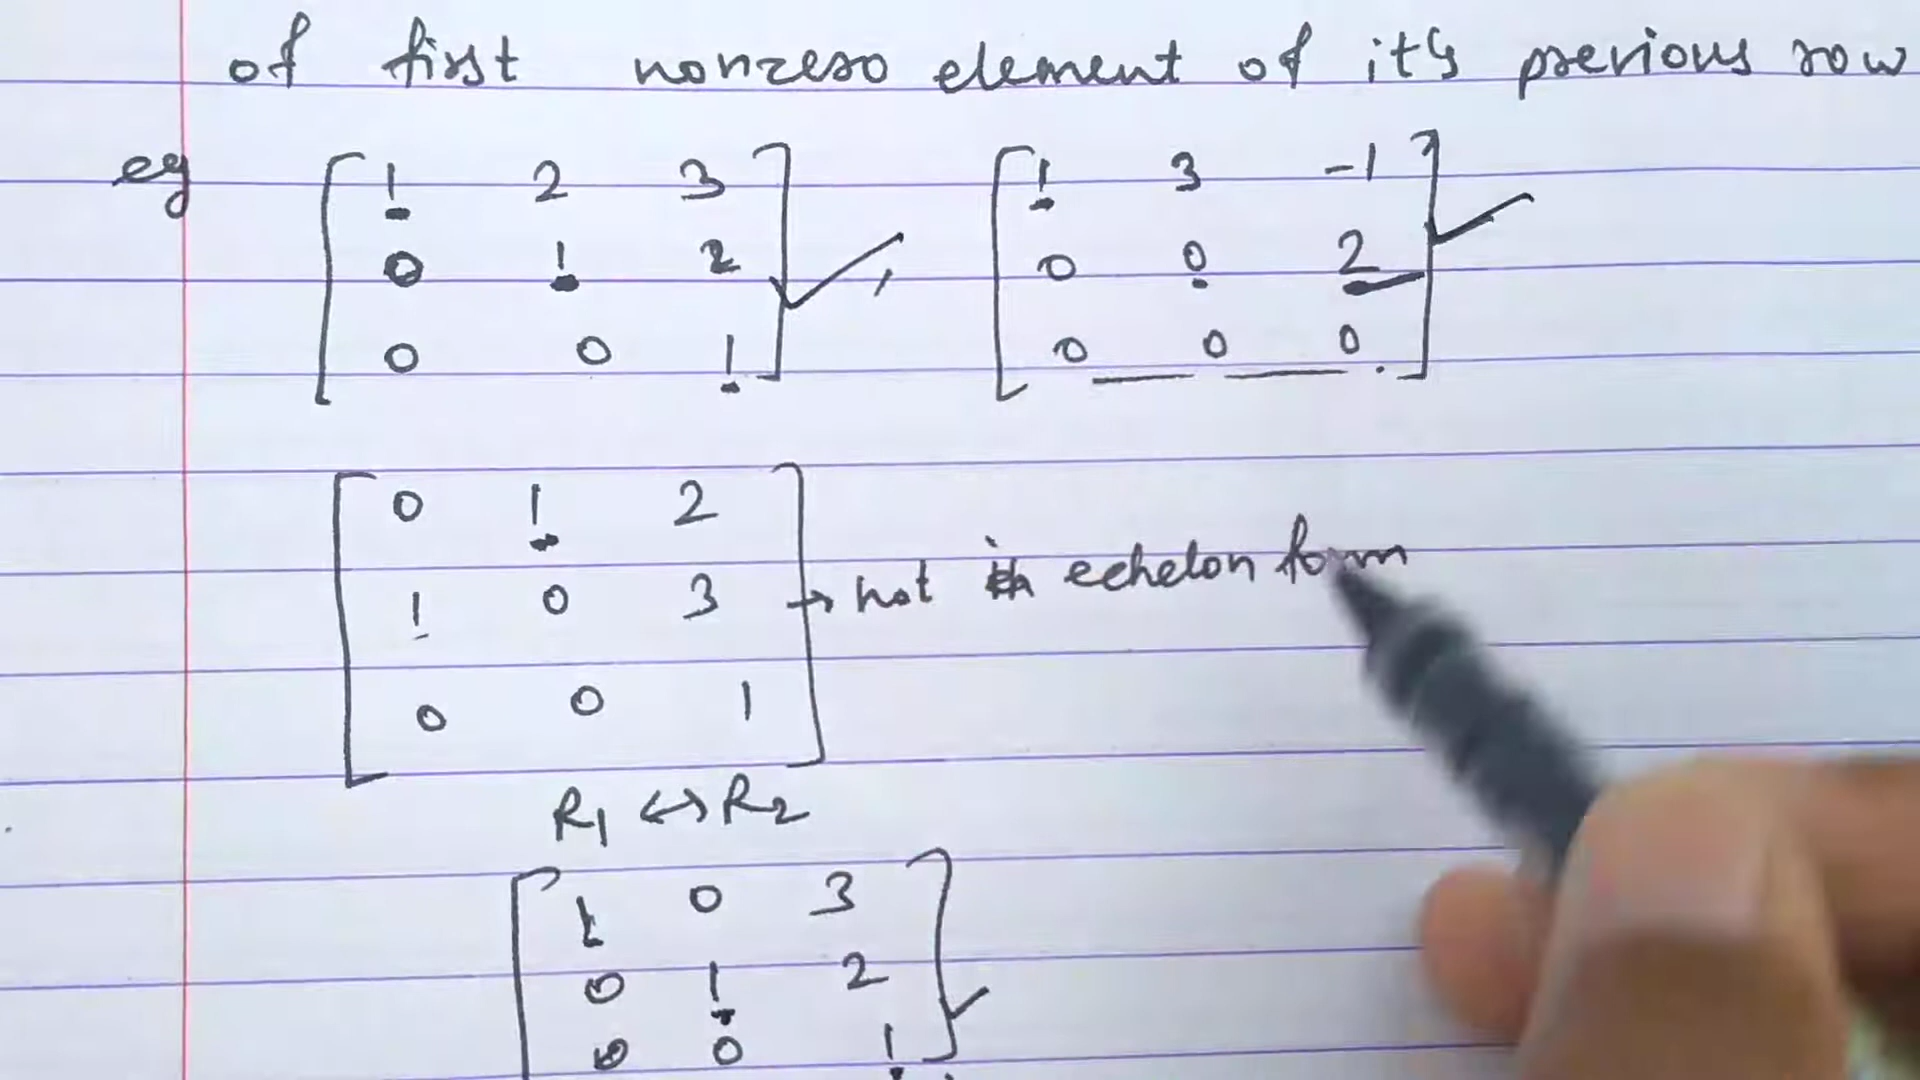 of first nonzero element of it's previous row
eg
1 2 3
0 1 2
0 0 1
1 3 -1
0 0 2
0 0 0
0 1 2
1 0 3
0 0 1
→ not in echelon form
R1 ↔ R2
1 0 3
0 1 2
0 0 1